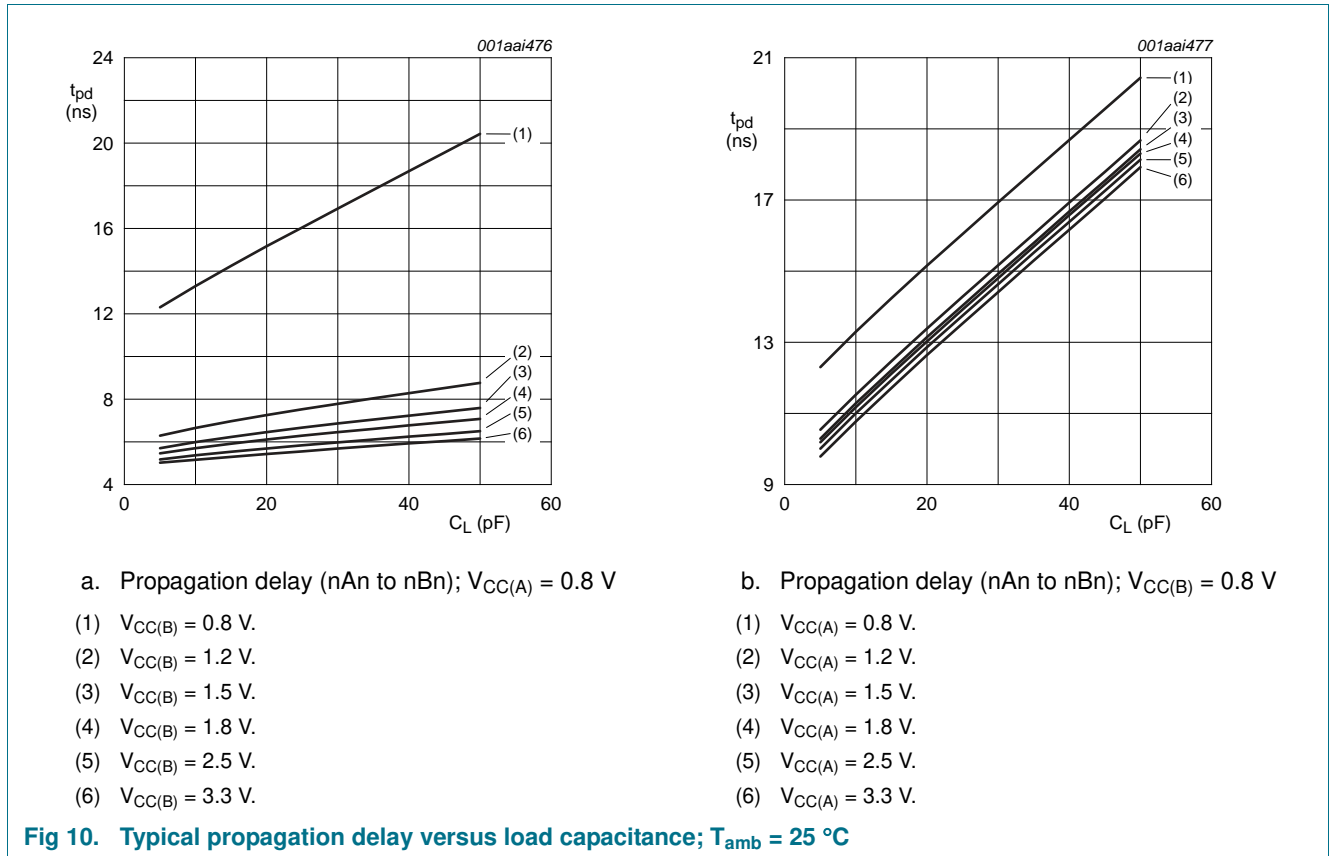 001aai476
24
tpd
(ns)
20
16
12
8
4
(1)
(2)
(3)
(4)
(5)
(6)
0
20
40
60
CL (pF)
a. Propagation delay (nAn to nBn); VCC(A) = 0.8 V
(1) VCC(B) = 0.8 V.
(2) VCC(B) = 1.2 V.
(3) VCC(B) = 1.5 V.
(4) VCC(B) = 1.8 V.
(5) VCC(B) = 2.5 V.
(6) VCC(B) = 3.3 V.
001aai477
21
tpd
(ns)
17
13
9
(1)
(2)
(3)
(4)
(5)
(6)
0
20
40
60
CL (pF)
b. Propagation delay (nAn to nBn); VCC(B) = 0.8 V
(1) VCC(A) = 0.8 V.
(2) VCC(A) = 1.2 V.
(3) VCC(A) = 1.5 V.
(4) VCC(A) = 1.8 V.
(5) VCC(A) = 2.5 V.
(6) VCC(A) = 3.3 V.
Fig 10. Typical propagation delay versus load capacitance; Tamb = 25 °C